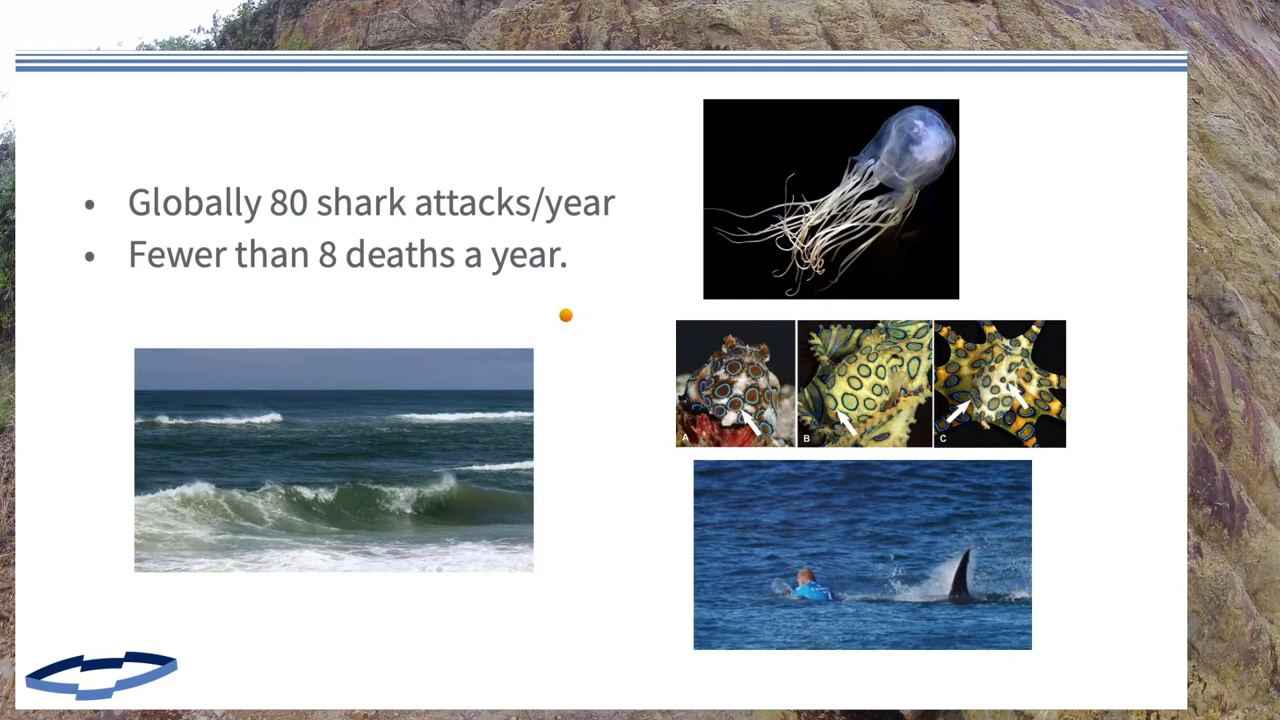 • Globally 80 shark attacks/year
• Fewer than 8 deaths a year.
A
B
C